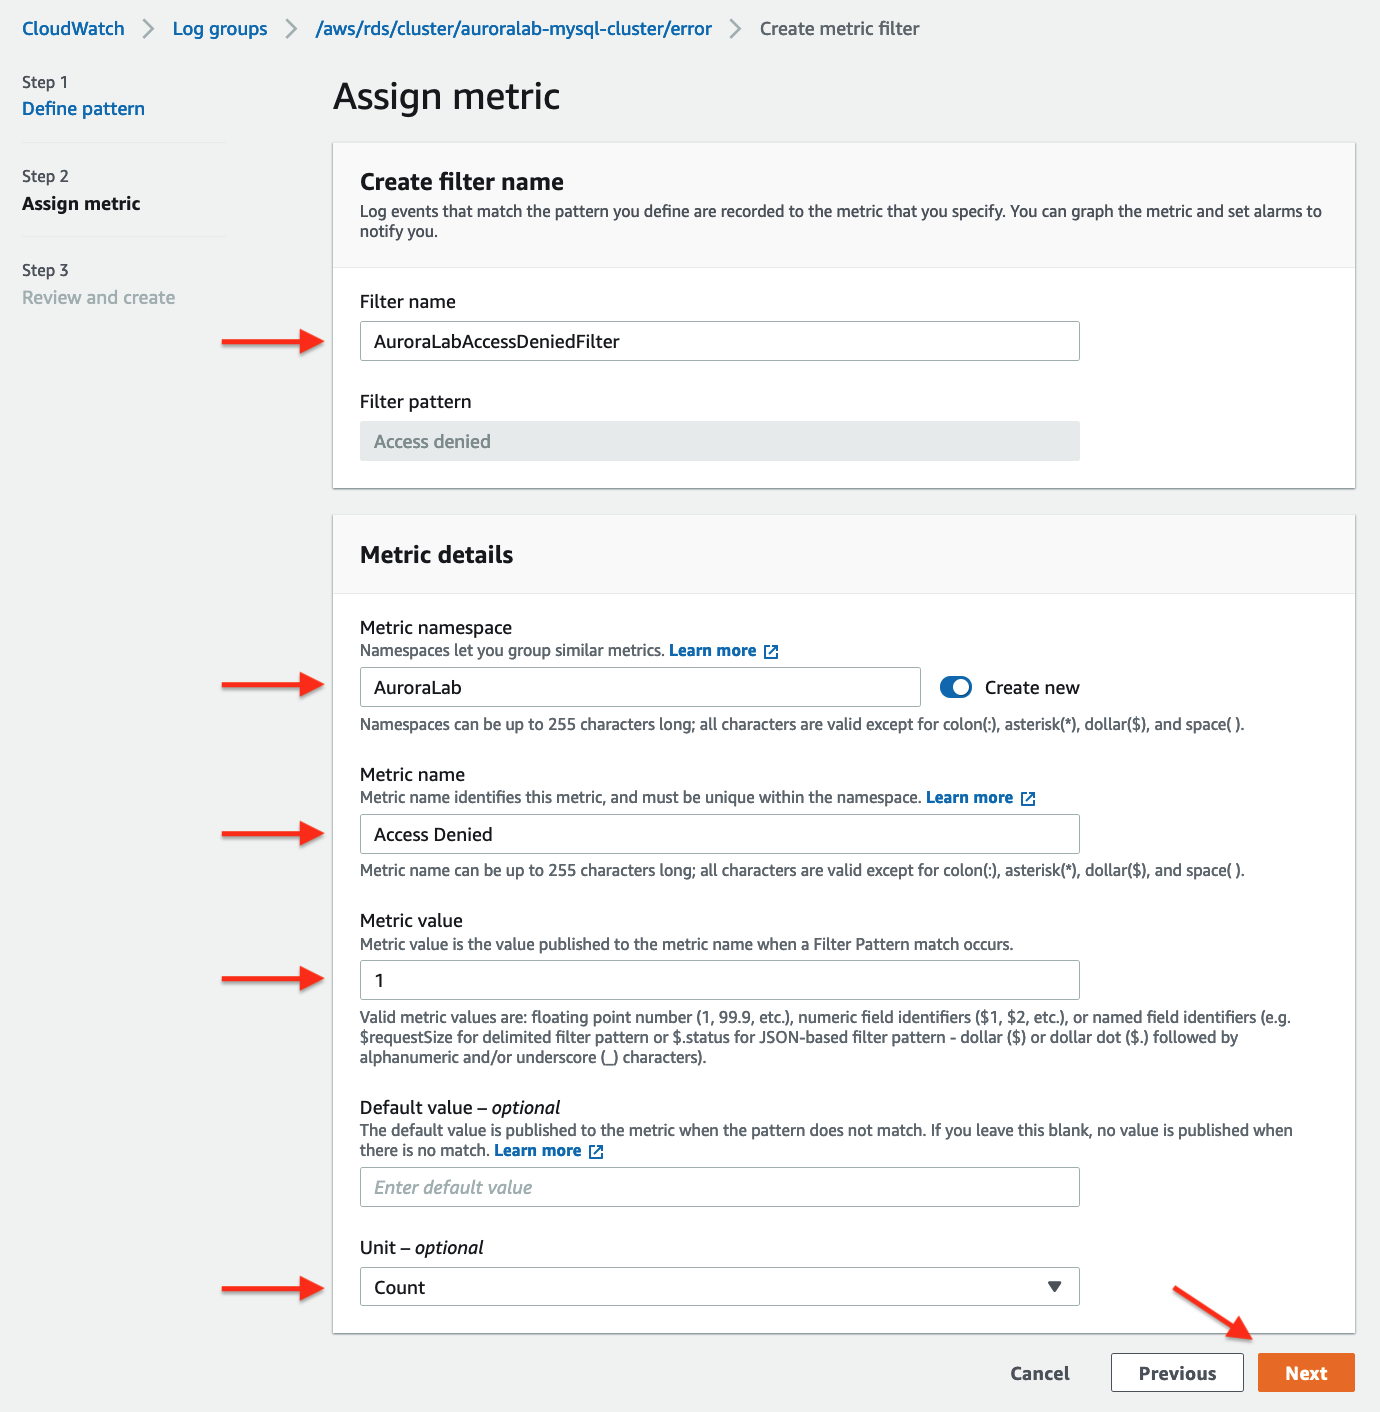 CloudWatch
Log groups
/aws/rds/cluster/auroralab-mysql-cluster/error
Create metric filter
Step 1
Define pattern
Step 2
Assign metric
Step 3
Review and create
Assign metric
Create filter name
Log events that match the pattern you define are recorded to the metric that you specify. You can graph the metric and set alarms to
notify you.
Filter name
AuroraLabAccessDeniedFilter
Filter pattern
Access denied
Metric details
Metric namespace
Namespaces let you group similar metrics. Learn more
AuroraLab
Create new
Namespaces can be up to 255 characters long; all characters are valid except for colon(:), asterisk(*), dollar($), and space( ).
Metric name
Metric name identifies this metric, and must be unique within the namespace. Learn more
Access Denied
Metric name can be up to 255 characters long; all characters are valid except for colon(:), asterisk(*), dollar($), and space( ).
Metric value
Metric value is the value published to the metric name when a Filter Pattern match occurs.
1
Valid metric values are: floating point number (1, 99.9, etc.), numeric field identifiers ($1, $2, etc.), or named field identifiers (e.g.
$requestSize for delimited filter pattern or $.status for JSON-based filter pattern - dollar ($) or dollar dot ($.) followed by
alphanumeric and/or underscore (_) characters).
Default value – optional
The default value is published to the metric when the pattern does not match. If you leave this blank, no value is published when
there is no match. Learn more
Enter default value
Unit – optional
Count
Cancel
Previous
Next